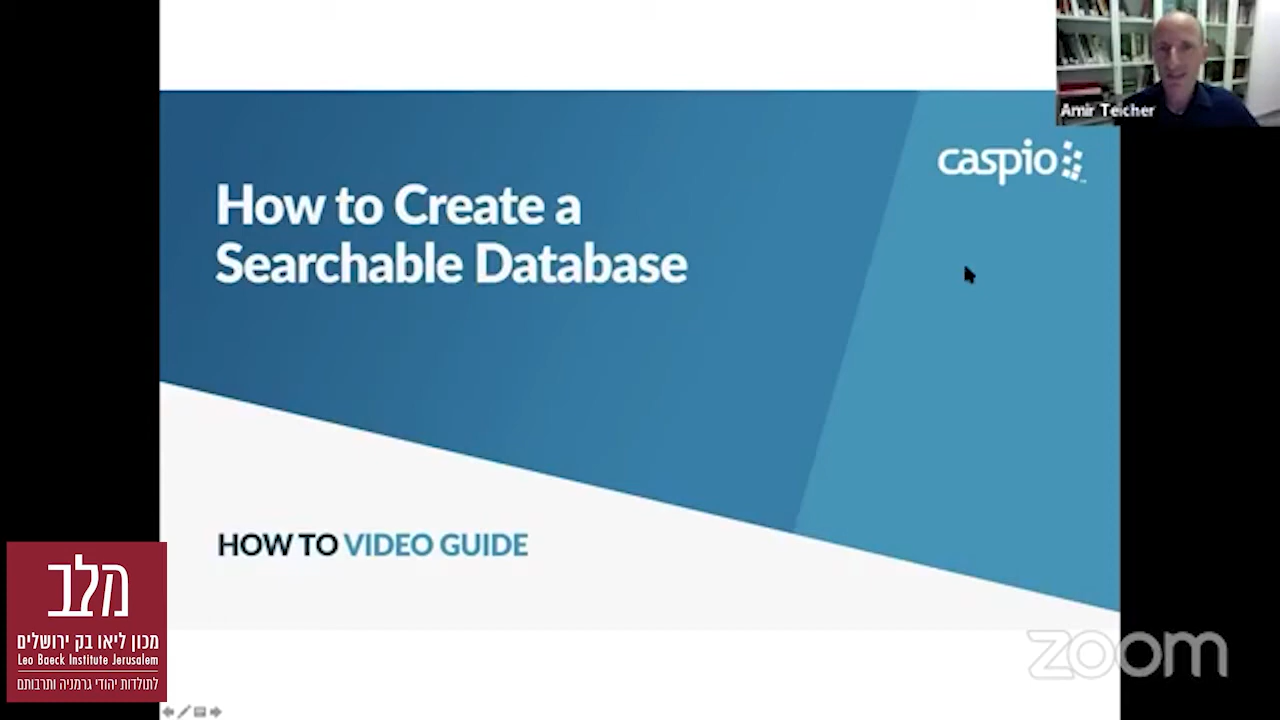 Amir Teicher
caspio
How to Create a
Searchable Database
HOW TO VIDEO GUIDE
מלב
מכון ליאו בק ירושלים
Leo Baeck Institute Jerusalem
לתולדות יהודי גרמניה ותרבותם
zoom